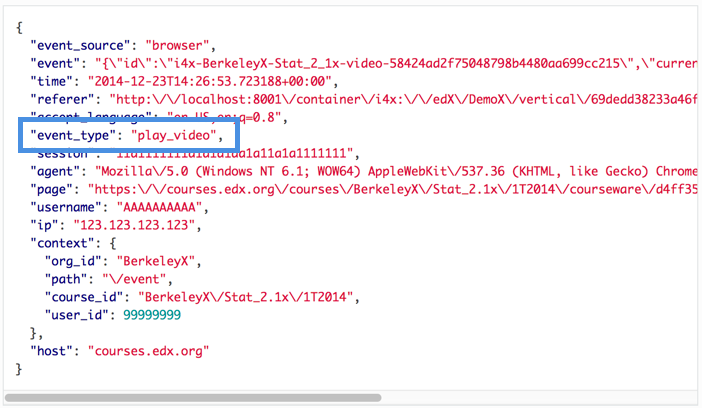 {
"event_source": "browser",
"event": "{\"id\":\"i4x-BerkeleyX-Stat_2_1x-video-58424ad2f75048798b4480aa699cc215\",\"curren
"time": "2014-12-23T14:26:53.723188+00:00",
"referer": "http:\/\/localhost:8001\/container\/i4x:\/\/edX\/DemoX\/vertical\/69dedd38233a46f
"accept_language": "en-US,en;q=0.8",
"event_type": "play_video",
"session": "11a1111111a1a1a1aa1a11a1a1111111",
"agent": "Mozilla\/5.0 (Windows NT 6.1; WOW64) AppleWebKit\/537.36 (KHTML, like Gecko) Chrome
"page": "https:\/\/courses.edx.org\/courses\/BerkeleyX\/Stat_2.1x\/1T2014\/courseware\/d4ff35
"username": "AAAAAAAAAA",
"ip": "123.123.123.123",
"context": {
"org_id": "BerkeleyX",
"path": "\/event",
"course_id": "BerkeleyX\/Stat_2.1x\/1T2014",
"user_id": 99999999
},
"host": "courses.edx.org"
}